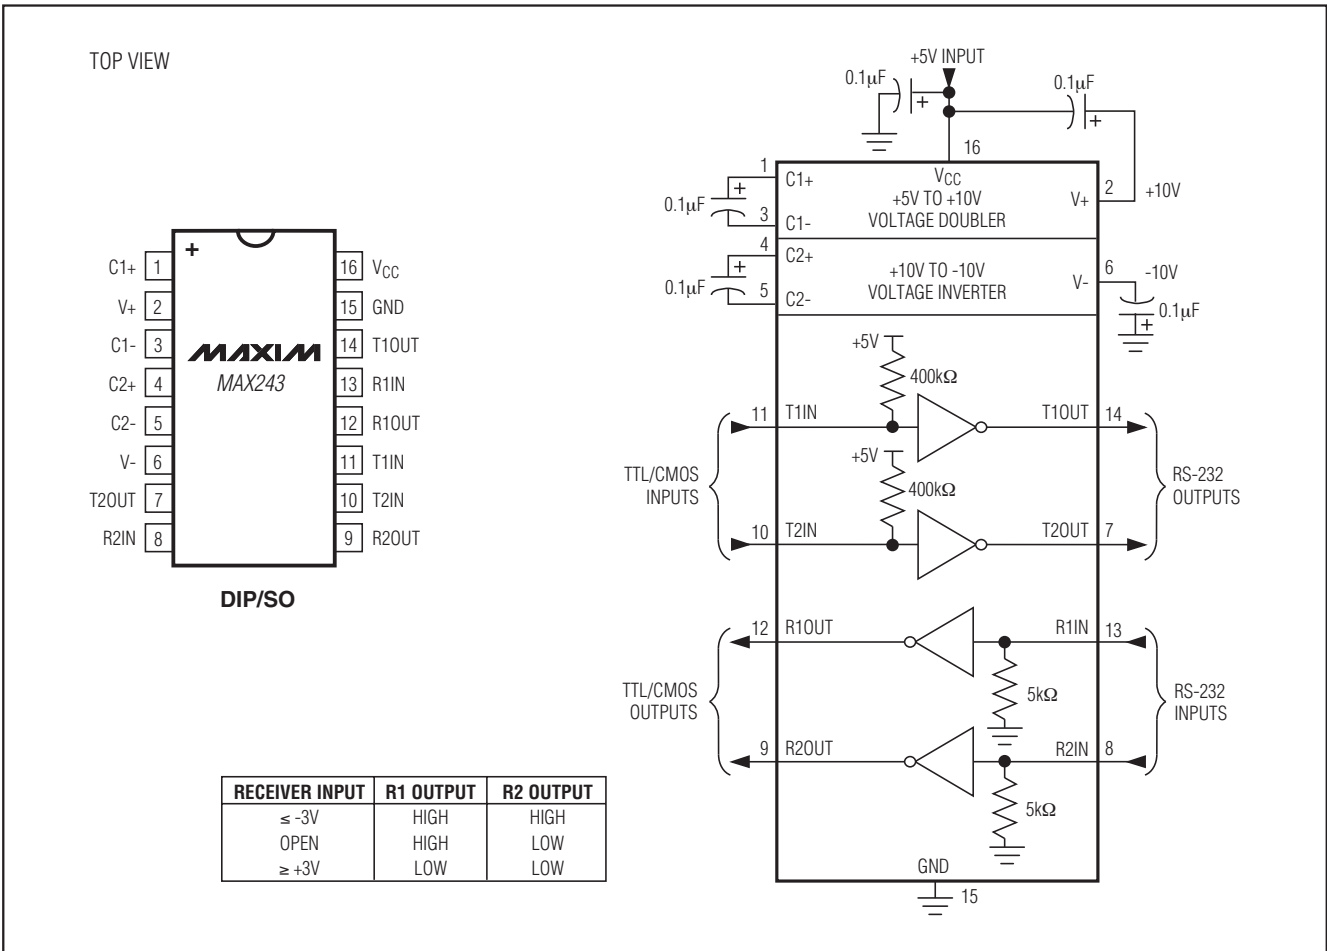 TOP VIEW
+
C1+ 1
V+ 2
C1- 3
C2+ 4
C2- 5
V- 6
T2OUT 7
R2IN 8
16 VCC
15 GND
14 T1OUT
13 R1IN
12 R1OUT
11 T1IN
10 T2IN
9 R2OUT
MAXIM
MAX243
DIP/SO
RECEIVER INPUT R1 OUTPUT R2 OUTPUT
≤ -3V HIGH HIGH
OPEN HIGH LOW
≥ +3V LOW LOW
+5V INPUT
0.1µF
+
0.1µF
+
16
VCC
+5V TO +10V
VOLTAGE DOUBLER
1
C1+
+
0.1µF
3
C1-
2
V+
+10V
4
C2+
+
0.1µF
5
C2-
+10V TO -10V
VOLTAGE INVERTER
6
V-
-10V
0.1µF
+
+5V
400kΩ
11 T1IN
T1OUT 14
+5V
400kΩ
10 T2IN
T2OUT 7
TTL/CMOS
INPUTS
RS-232
OUTPUTS
12 R1OUT
R1IN 13
5kΩ
9 R2OUT
R2IN 8
5kΩ
TTL/CMOS
OUTPUTS
RS-232
INPUTS
GND
15